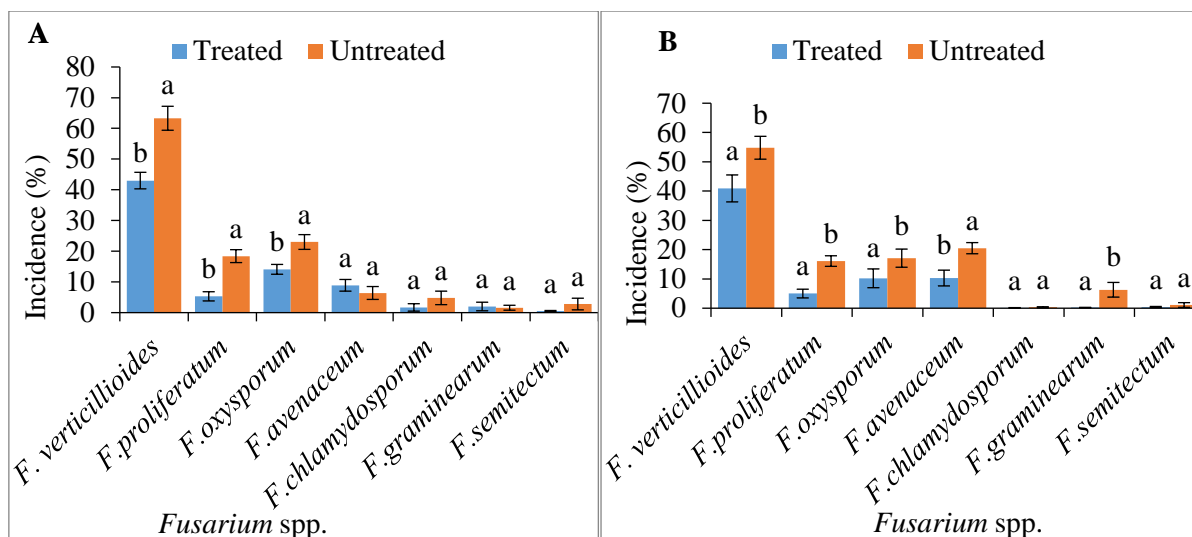 A
Treated Untreated
80
70
60
50
40
30
20
10
0
Incidence (%)
b a b a b a a a a a a a a a
F. verticillioides
F.proliferatum
F.oxysporum
F.avenaceum
F.chlamydosporum
F.graminearum
F.semitectum
Fusarium spp.
B
Treated Untreated
70
60
50
40
30
20
10
0
Incidence (%)
a b a b a b b a a a a b a a
F. verticillioides
F.proliferatum
F.oxysporum
F.avenaceum
F.chlamydosporum
F.graminearum
F.semitectum
Fusarium spp.